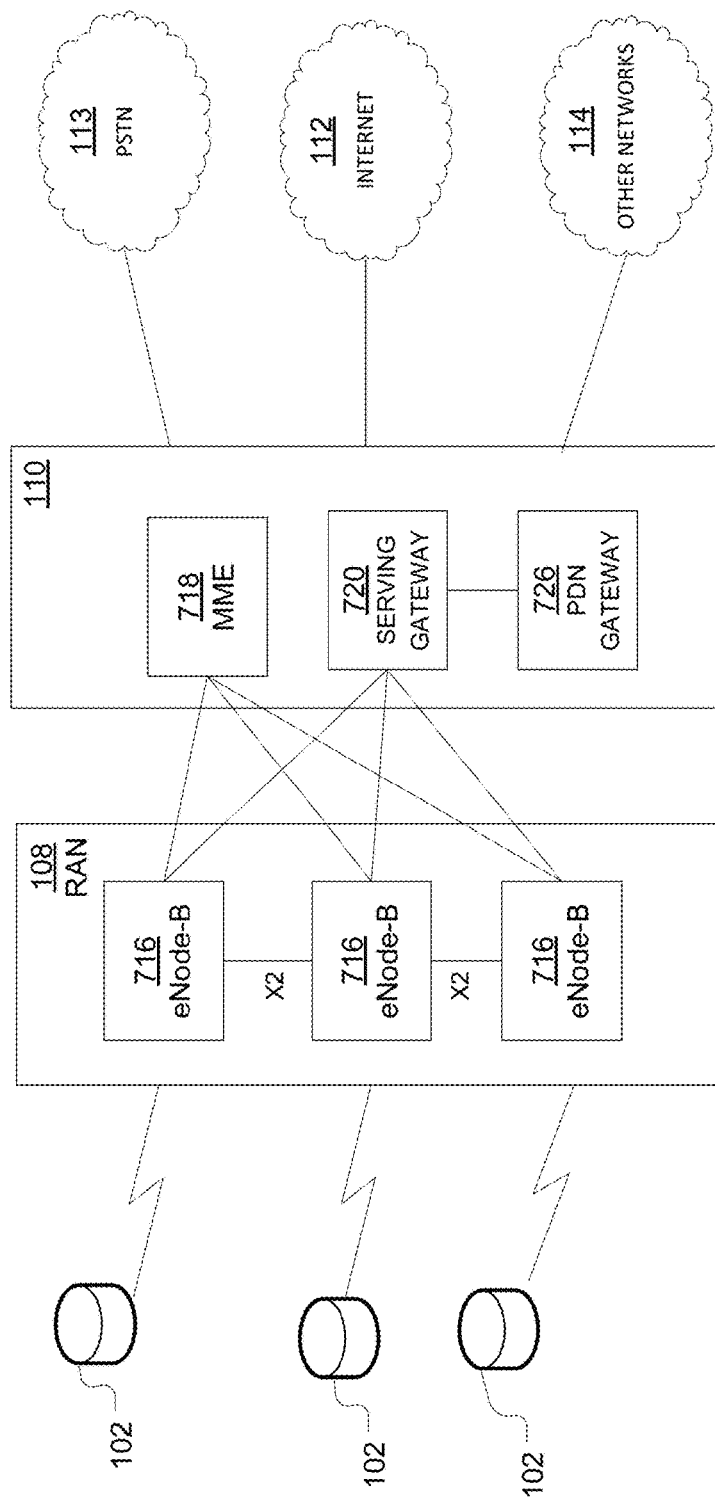 102
102
102
108
RAN
716
eNode-B
X2
716
eNode-B
X2
716
eNode-B
110
718
MME
720
SERVING
GATEWAY
726
PDN
GATEWAY
113
PSTN
112
INTERNET
114
OTHER NETWORKS